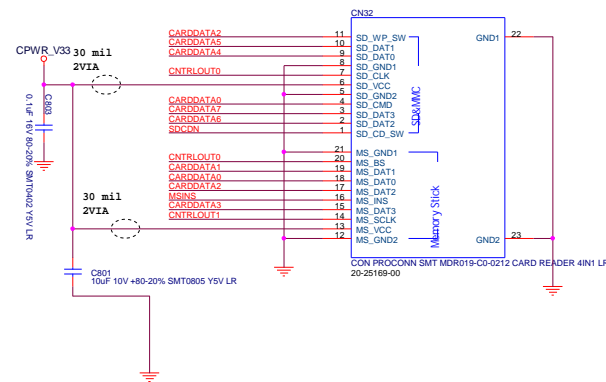 CN32
CARDDATA2 11 SD_WP_SW GND1 22
CARDDATA5 10 SD_DAT1
CARDDATA4 9 SD_DAT0
8 SD_GND1
CNTRLOUT0 7 SD_CLK
6 SD_VCC
5 SD_GND2
CARDDATA0 4 SD_CMD
CARDDATA7 3 SD_DAT3
CARDDATA6 2 SD_DAT2
SDCDN 1 SD_CD_SW
SD&MMC
CPWR_V33
30 mil
2VIA
C803
0.1uF 16V 80-20% SMT0402 Y5V LR
21 MS_GND1
CNTRLOUT0 20 MS_BS
CARDDATA1 19 MS_DAT1
CARDDATA0 18 MS_DAT0
CARDDATA2 17 MS_DAT2
MSINS 16 MS_INS
CARDDATA3 15 MS_DAT3
CNTRLOUT1 14 MS_SCLK
13 MS_VCC
12 MS_GND2 GND2 23
Memory Stick
30 mil
2VIA
CON PROCONN SMT MDR019-C0-0212 CARD READER 4IN1 LF
20-25169-00
C801
10uF 10V +80-20% SMT0805 Y5V LR